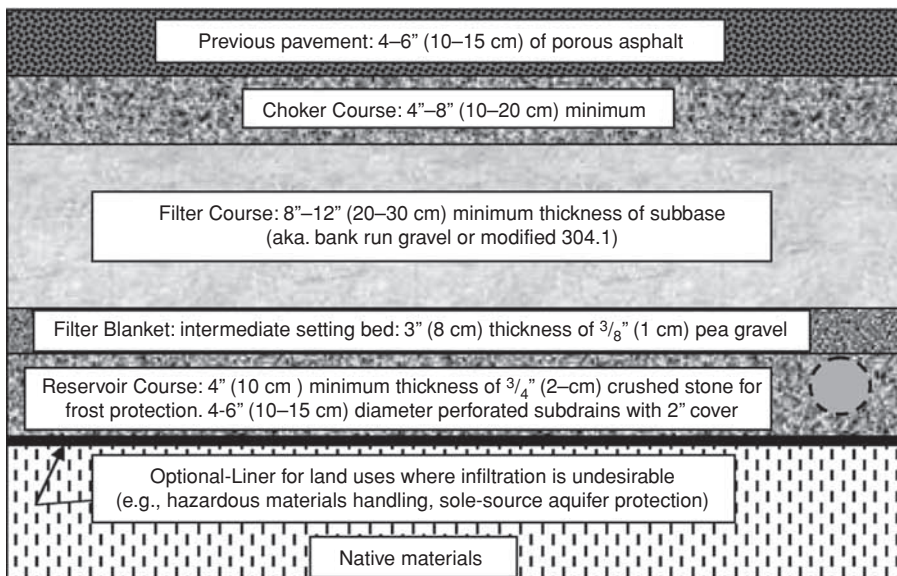 Previous pavement: 4–6” (10–15 cm) of porous asphalt
Choker Course: 4”–8” (10–20 cm) minimum
Filter Course: 8”–12” (20–30 cm) minimum thickness of subbase
(aka. bank run gravel or modified 304.1)
Filter Blanket: intermediate setting bed: 3” (8 cm) thickness of 3/8” (1 cm) pea gravel
Reservoir Course: 4” (10 cm ) minimum thickness of 3/4” (2–cm) crushed stone for
frost protection. 4-6” (10–15 cm) diameter perforated subdrains with 2” cover
Optional-Liner for land uses where infiltration is undesirable
(e.g., hazardous materials handling, sole-source aquifer protection)
Native materials